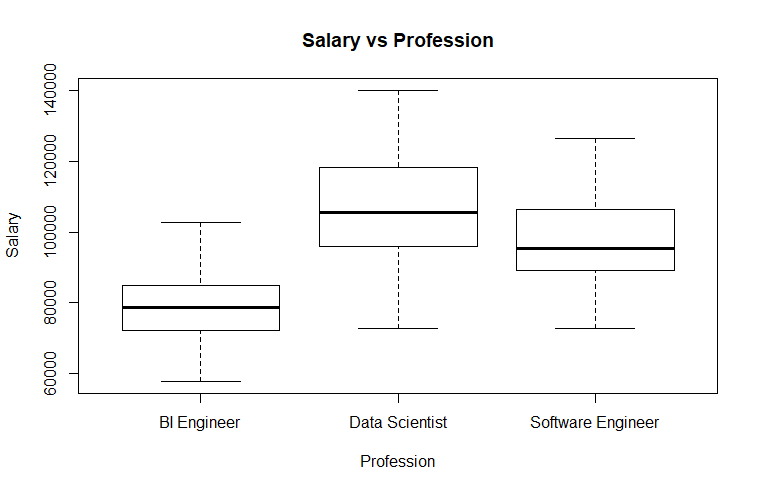 Salary vs Profession
Salary
140000
120000
100000
80000
60000
BI Engineer
Data Scientist
Software Engineer
Profession